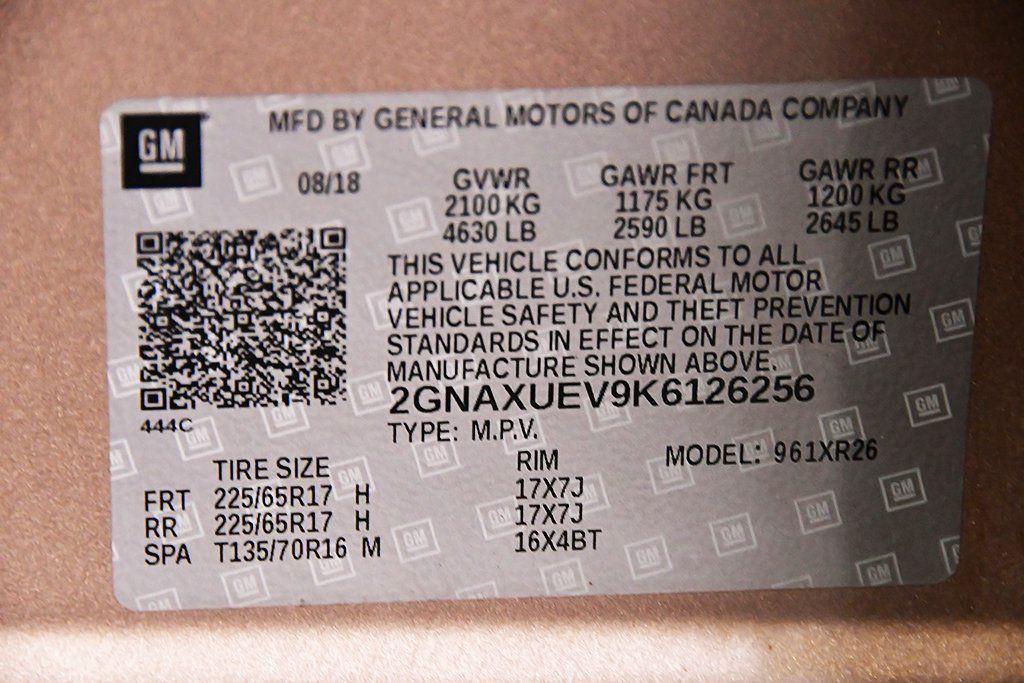 GM
MFD BY GENERAL MOTORS OF CANADA COMPANY
08/18 GVWR GAWR FRT GAWR RR
2100 KG 1175 KG 1200 KG
4630 LB 2590 LB 2645 LB
THIS VEHICLE CONFORMS TO ALL
APPLICABLE U.S. FEDERAL MOTOR
VEHICLE SAFETY AND THEFT PREVENTION
STANDARDS IN EFFECT ON THE DATE OF
MANUFACTURE SHOWN ABOVE.
2GNAXUEV9K6126256
444C
TYPE: M.P.V.
MODEL: 961XR26
TIRE SIZE RIM
FRT 225/65R17 H 17X7J
RR 225/65R17 H 17X7J
SPA T135/70R16 M 16X4BT